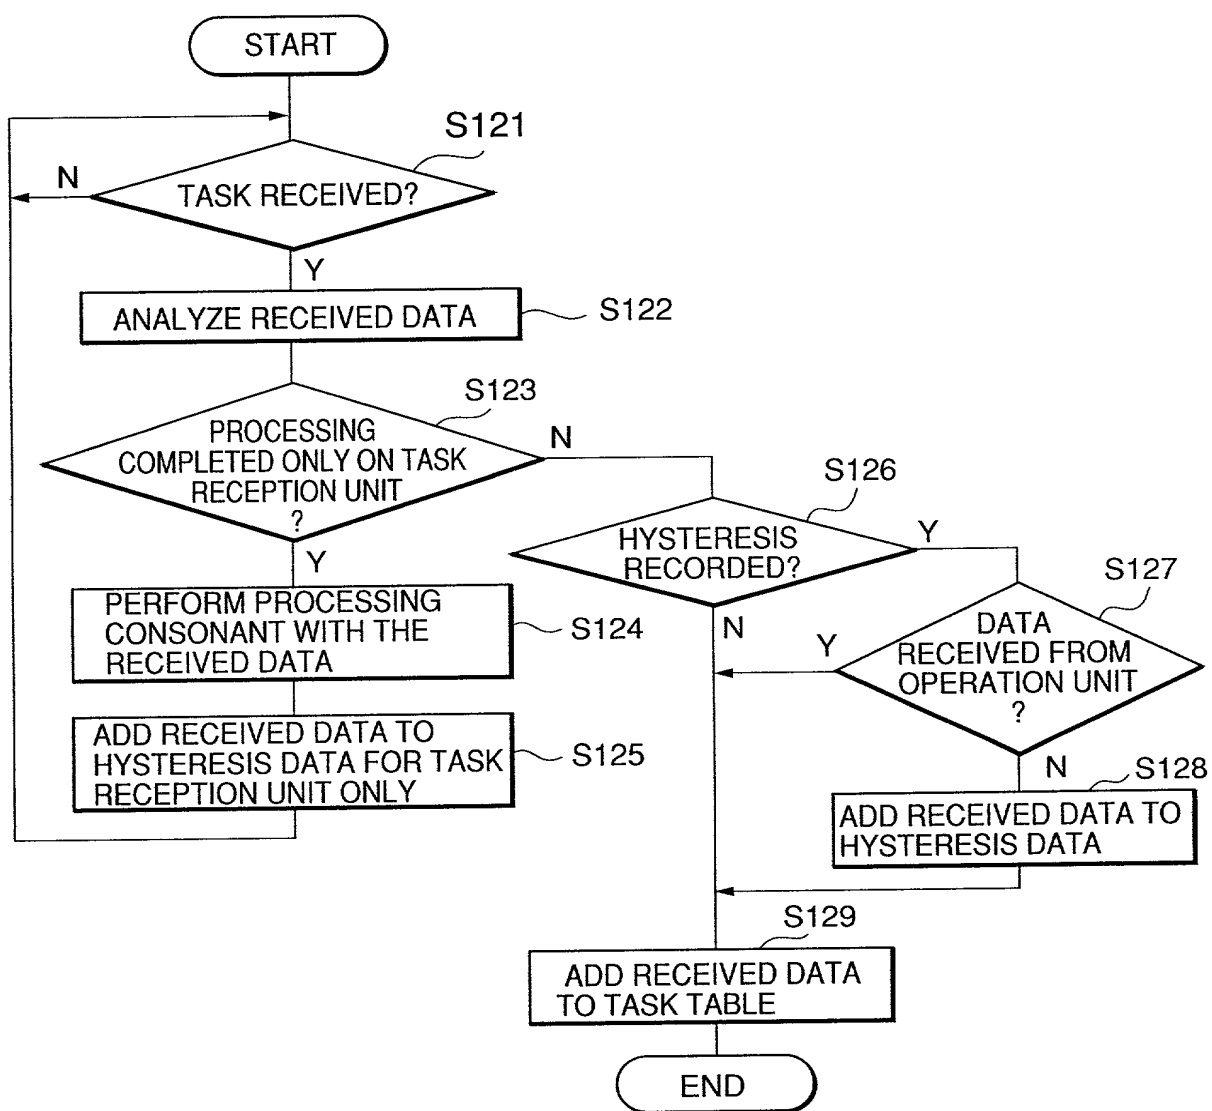 START
S121
N
TASK RECEIVED?
Y
ANALYZE RECEIVED DATA
S122
S123
PROCESSING
COMPLETED ONLY ON TASK
RECEPTION UNIT
?
N
Y
S126
HYSTERESIS
RECORDED?
Y
N
S127
DATA
RECEIVED FROM
OPERATION UNIT
?
Y
N
PERFORM PROCESSING
CONSONANT WITH THE
RECEIVED DATA
S124
ADD RECEIVED DATA TO
HYSTERESIS DATA FOR TASK
RECEPTION UNIT ONLY
S125
S128
ADD RECEIVED DATA TO
HYSTERESIS DATA
S129
ADD RECEIVED DATA
TO TASK TABLE
END